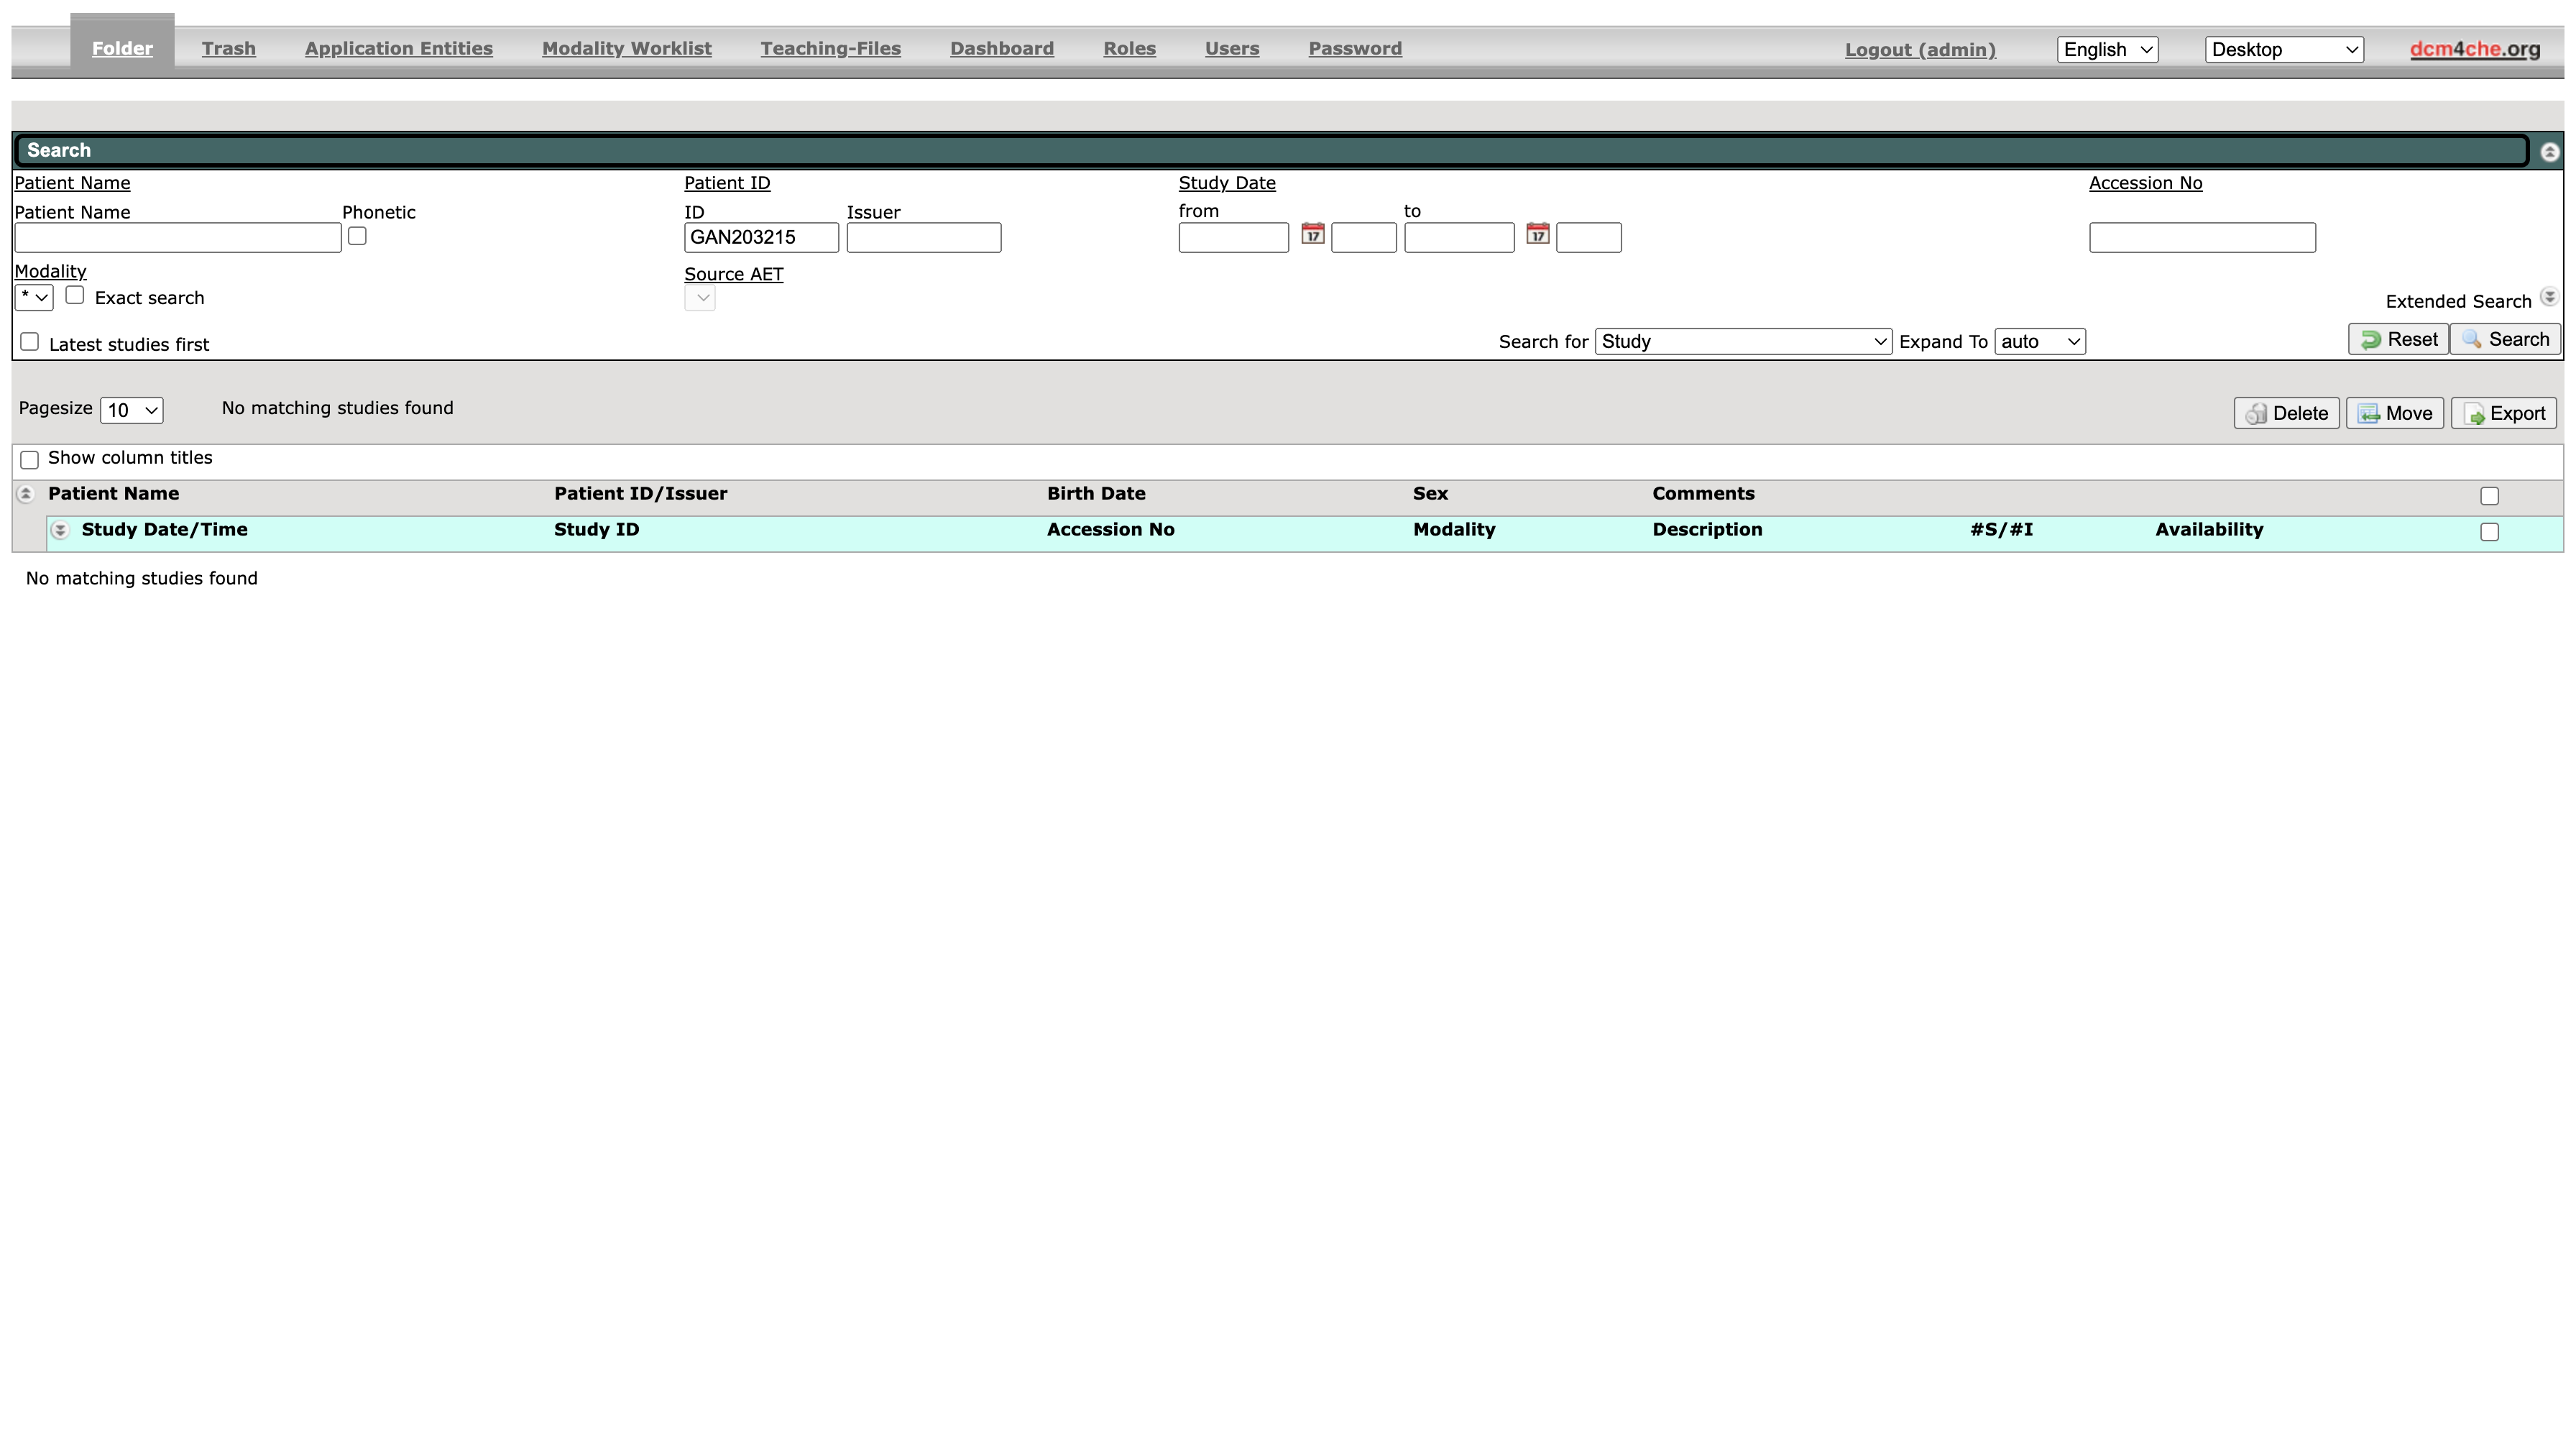 Folder Trash Application Entities Modality Worklist Teaching-Files Dashboard Roles Users Password Logout (admin) English Desktop dcm4che.org
Search
Patient Name Patient ID Study Date Accession No
Patient Name Phonetic ID Issuer from to
GAN203215 17 17
Modality Source AET
* Exact search Extended Search
Latest studies first Search for Study Expand To auto Reset Search
Pagesize 10 No matching studies found Delete Move Export
Show column titles
Patient Name Patient ID/Issuer Birth Date Sex Comments
Study Date/Time Study ID Accession No Modality Description #S/#I Availability
No matching studies found